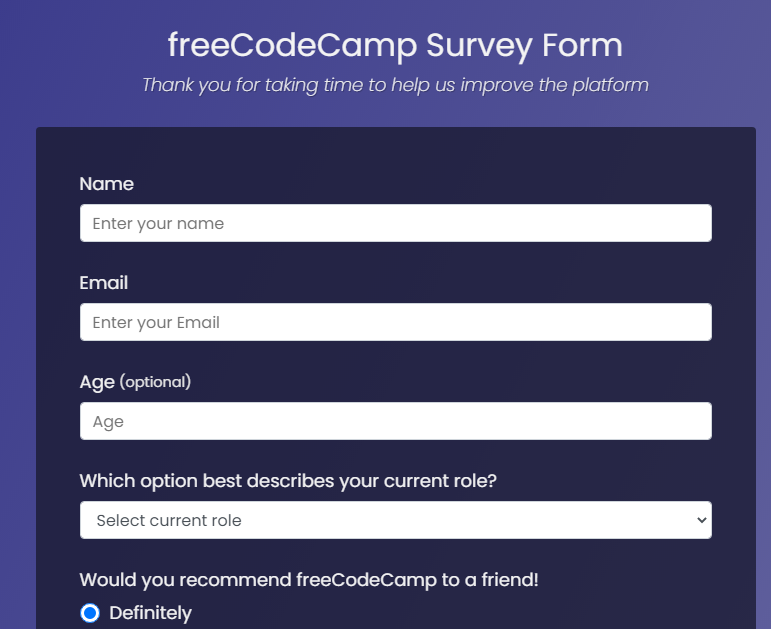 freeCodeCamp Survey Form
Thank you for taking time to help us improve the platform
Name
Enter your name
Email
Enter your Email
Age (optional)
Age
Which option best describes your current role?
Select current role
Would you recommend freeCodeCamp to a friend!
Definitely